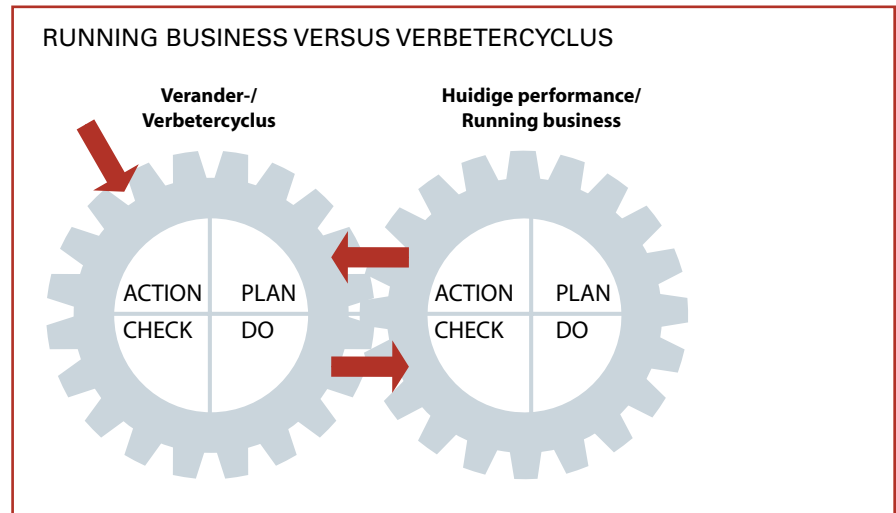 RUNNING BUSINESS VERSUS VERBETERCYCLUS
Verander-/
Verbetercyclus
Huidige performance/
Running business
ACTION PLAN
CHECK DO
ACTION PLAN
CHECK DO